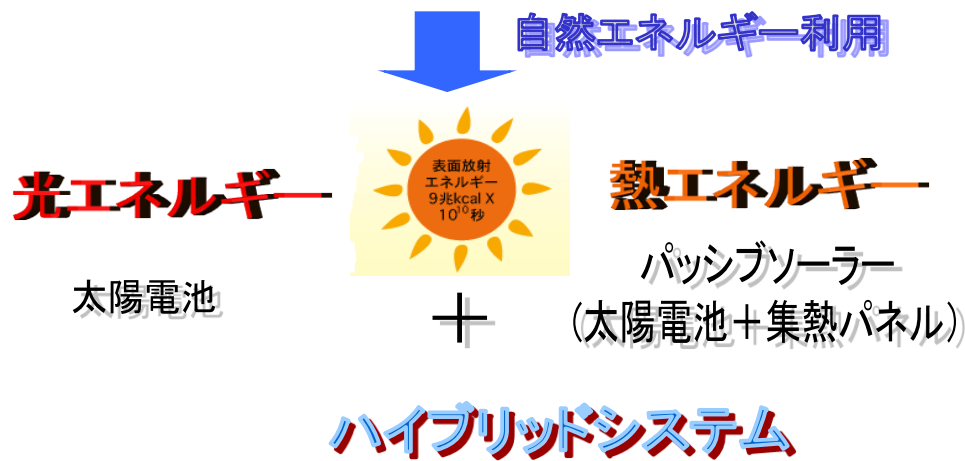 自然エネルギー利用
光エネルギー
表面放射
エネルギー
9兆kcal X
10¹⁰秒
熱エネルギー
太陽電池
＋
パッシブソーラー
（太陽電池＋集熱パネル）
ハイブリッドシステム